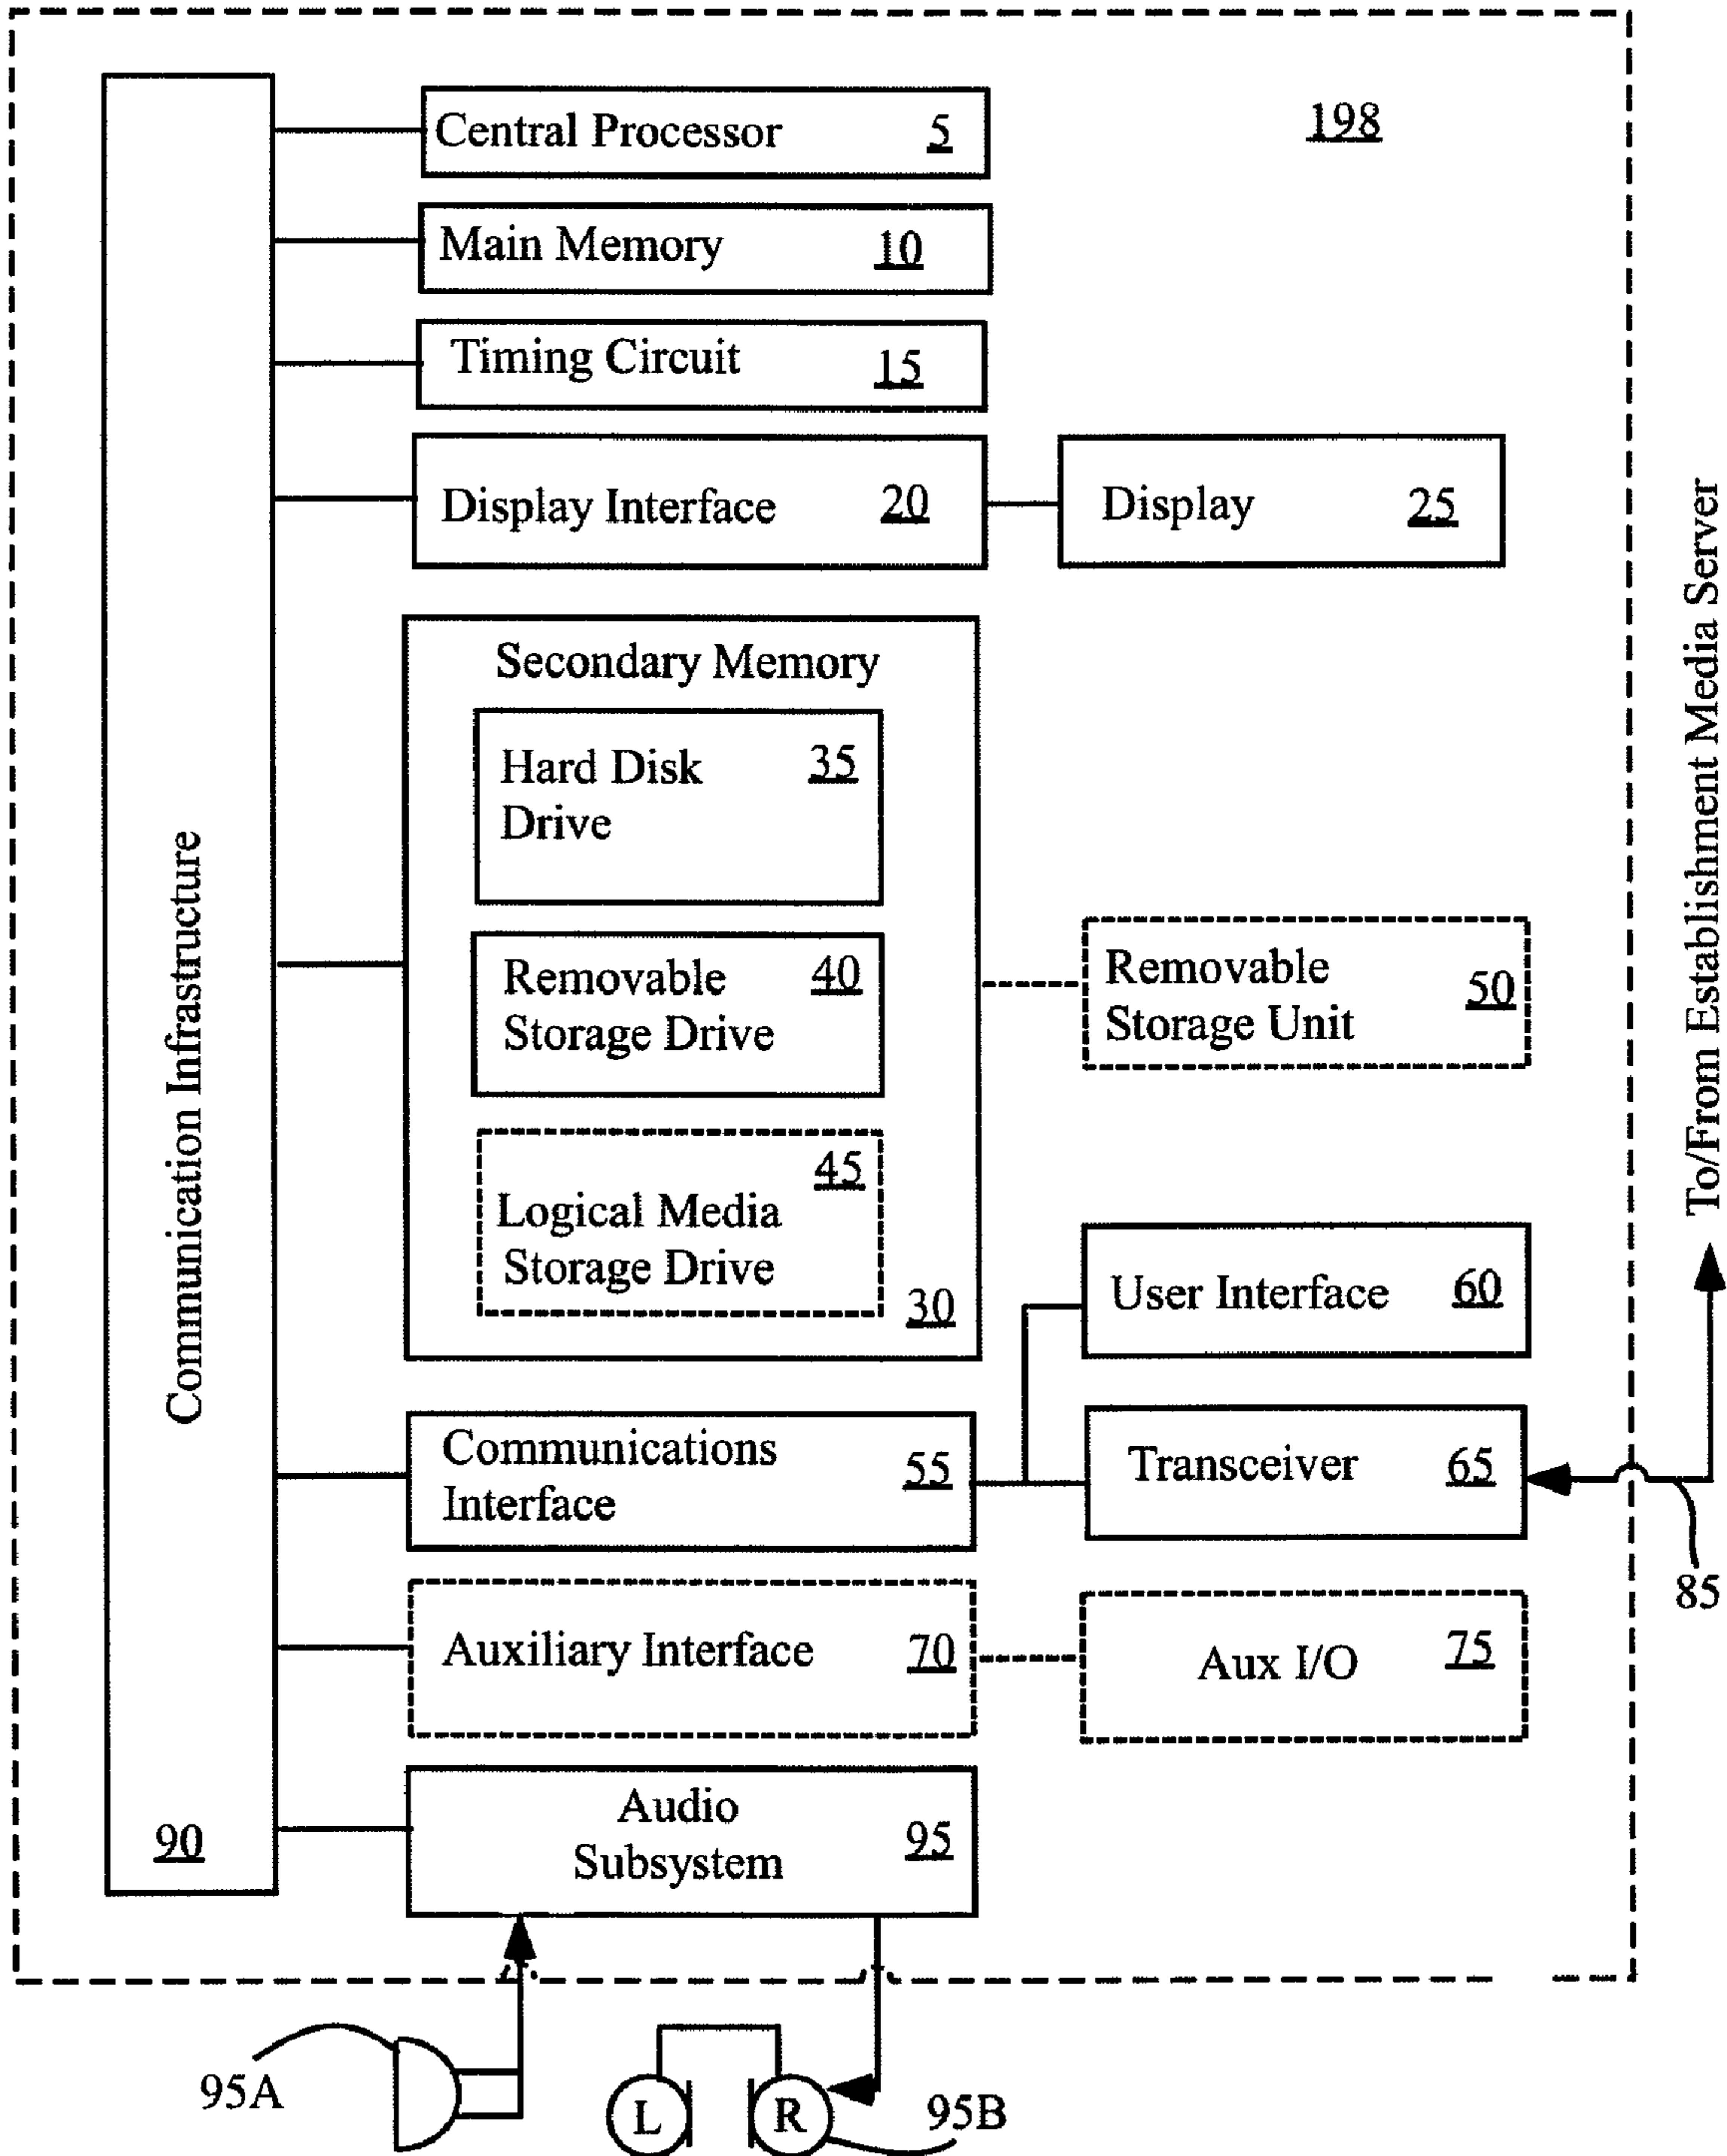 198
Central Processor 5
Main Memory 10
Timing Circuit 15
Display Interface 20
Display 25
Secondary Memory
Hard Disk 35
Drive
Removable 40
Storage Drive
45
Logical Media
Storage Drive
30
Removable
Storage Unit 50
User Interface 60
Communications
Interface 55
Transceiver 65
Auxiliary Interface 70
Aux I/O 75
Audio
Subsystem 95
Communication Infrastructure
90
To/From Establishment Media Server
85
95A
L
R
95B